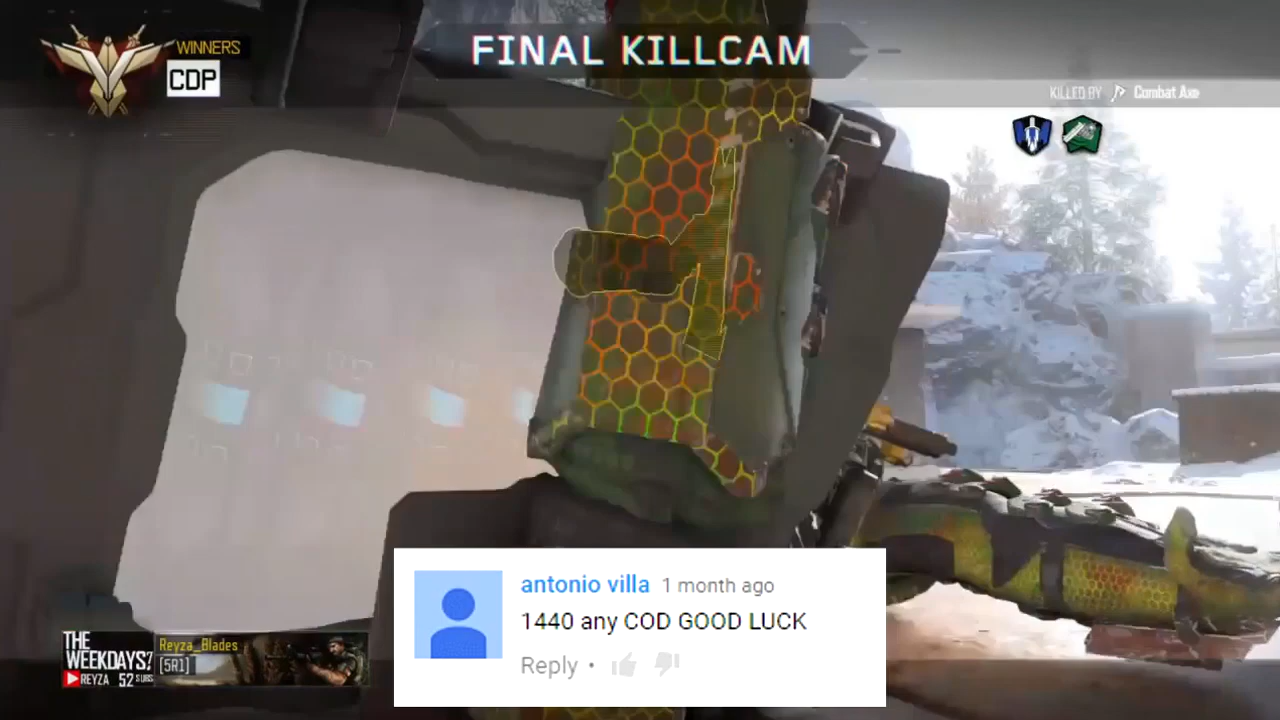 FINAL KILLCAM
WINNERS
CDP
KILLED BY Combat Axe
antonio villa 1 month ago
1440 any COD GOOD LUCK
Reply •
THE
WEEKDAYS?
REYZA 52 SUBS
Reyza_Blades
[5R1]